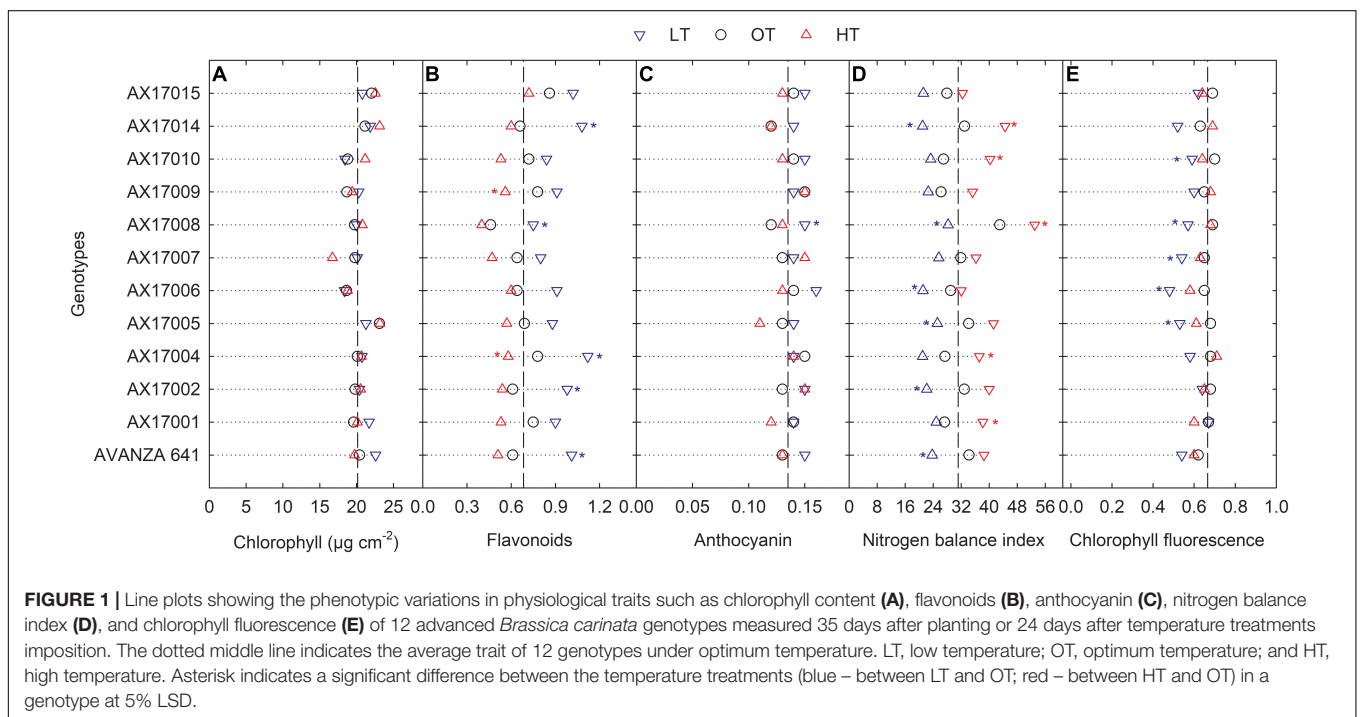 LT OT HT
A B C D E
AX17015
AX17014
AX17010
AX17009
AX17008
AX17007
AX17006
AX17005
AX17004
AX17002
AX17001
AVANZA 641
Genotypes
0 5 10 15 20 25
0.0 0.3 0.6 0.9 1.2
0.00 0.05 0.10 0.15
0 8 16 24 32 40 48 56
0.0 0.2 0.4 0.6 0.8 1.0
Chlorophyll (µg cm⁻²) Flavonoids Anthocyanin Nitrogen balance index Chlorophyll fluorescence
FIGURE 1 | Line plots showing the phenotypic variations in physiological traits such as chlorophyll content (A), flavonoids (B), anthocyanin (C), nitrogen balance
index (D), and chlorophyll fluorescence (E) of 12 advanced Brassica carinata genotypes measured 35 days after planting or 24 days after temperature treatments
imposition. The dotted middle line indicates the average trait of 12 genotypes under optimum temperature. LT, low temperature; OT, optimum temperature; and HT,
high temperature. Asterisk indicates a significant difference between the temperature treatments (blue – between LT and OT; red – between HT and OT) in a
genotype at 5% LSD.